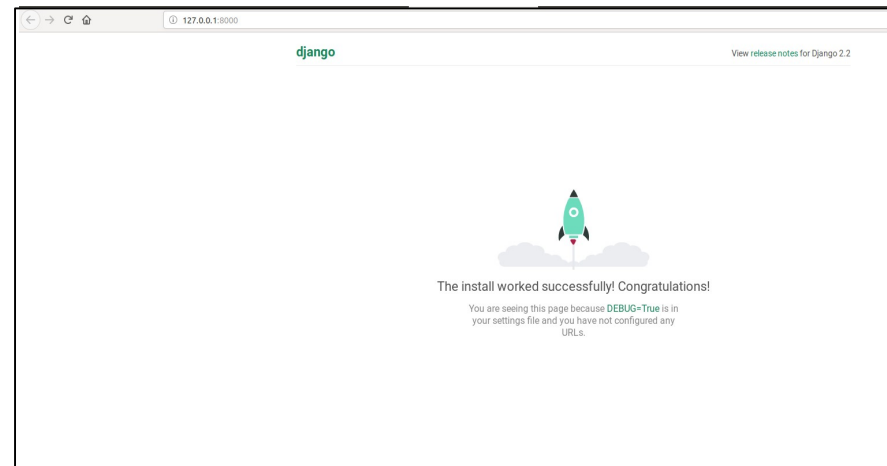 127.0.0.1:8000
django
View release notes for Django 2.2
The install worked successfully! Congratulations!
You are seeing this page because DEBUG=True is in
your settings file and you have not configured any
URLs.